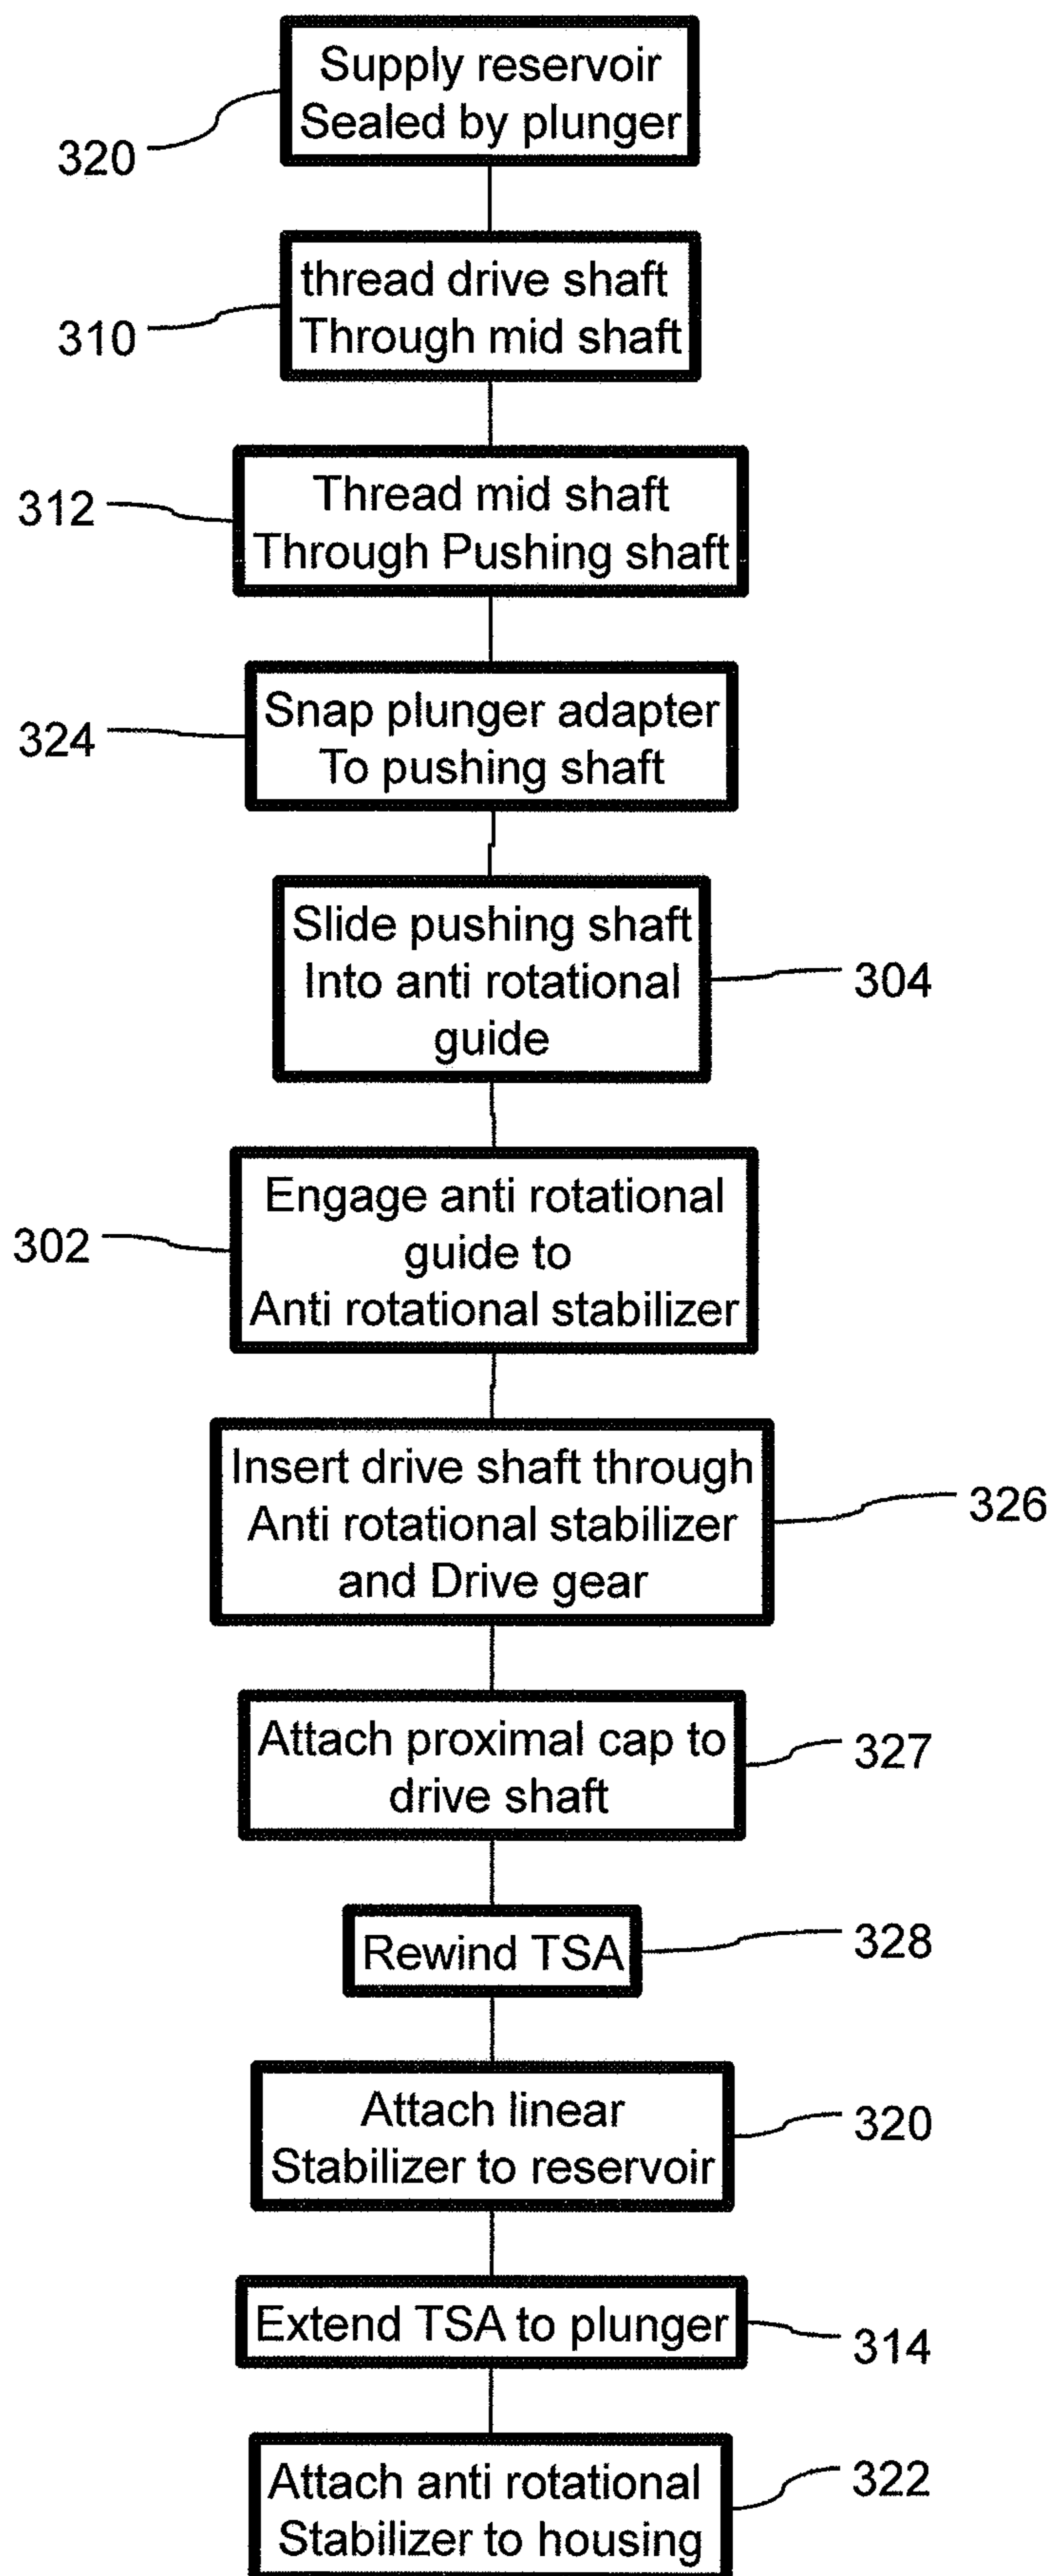 Supply reservoir
Sealed by plunger
320
thread drive shaft
Through mid shaft
310
Thread mid shaft
Through Pushing shaft
312
Snap plunger adapter
To pushing shaft
324
Slide pushing shaft
Into anti rotational
guide
304
Engage anti rotational
guide to
Anti rotational stabilizer
302
Insert drive shaft through
Anti rotational stabilizer
and Drive gear
326
Attach proximal cap to
drive shaft
327
Rewind TSA
328
Attach linear
Stabilizer to reservoir
320
Extend TSA to plunger
314
Attach anti rotational
Stabilizer to housing
322